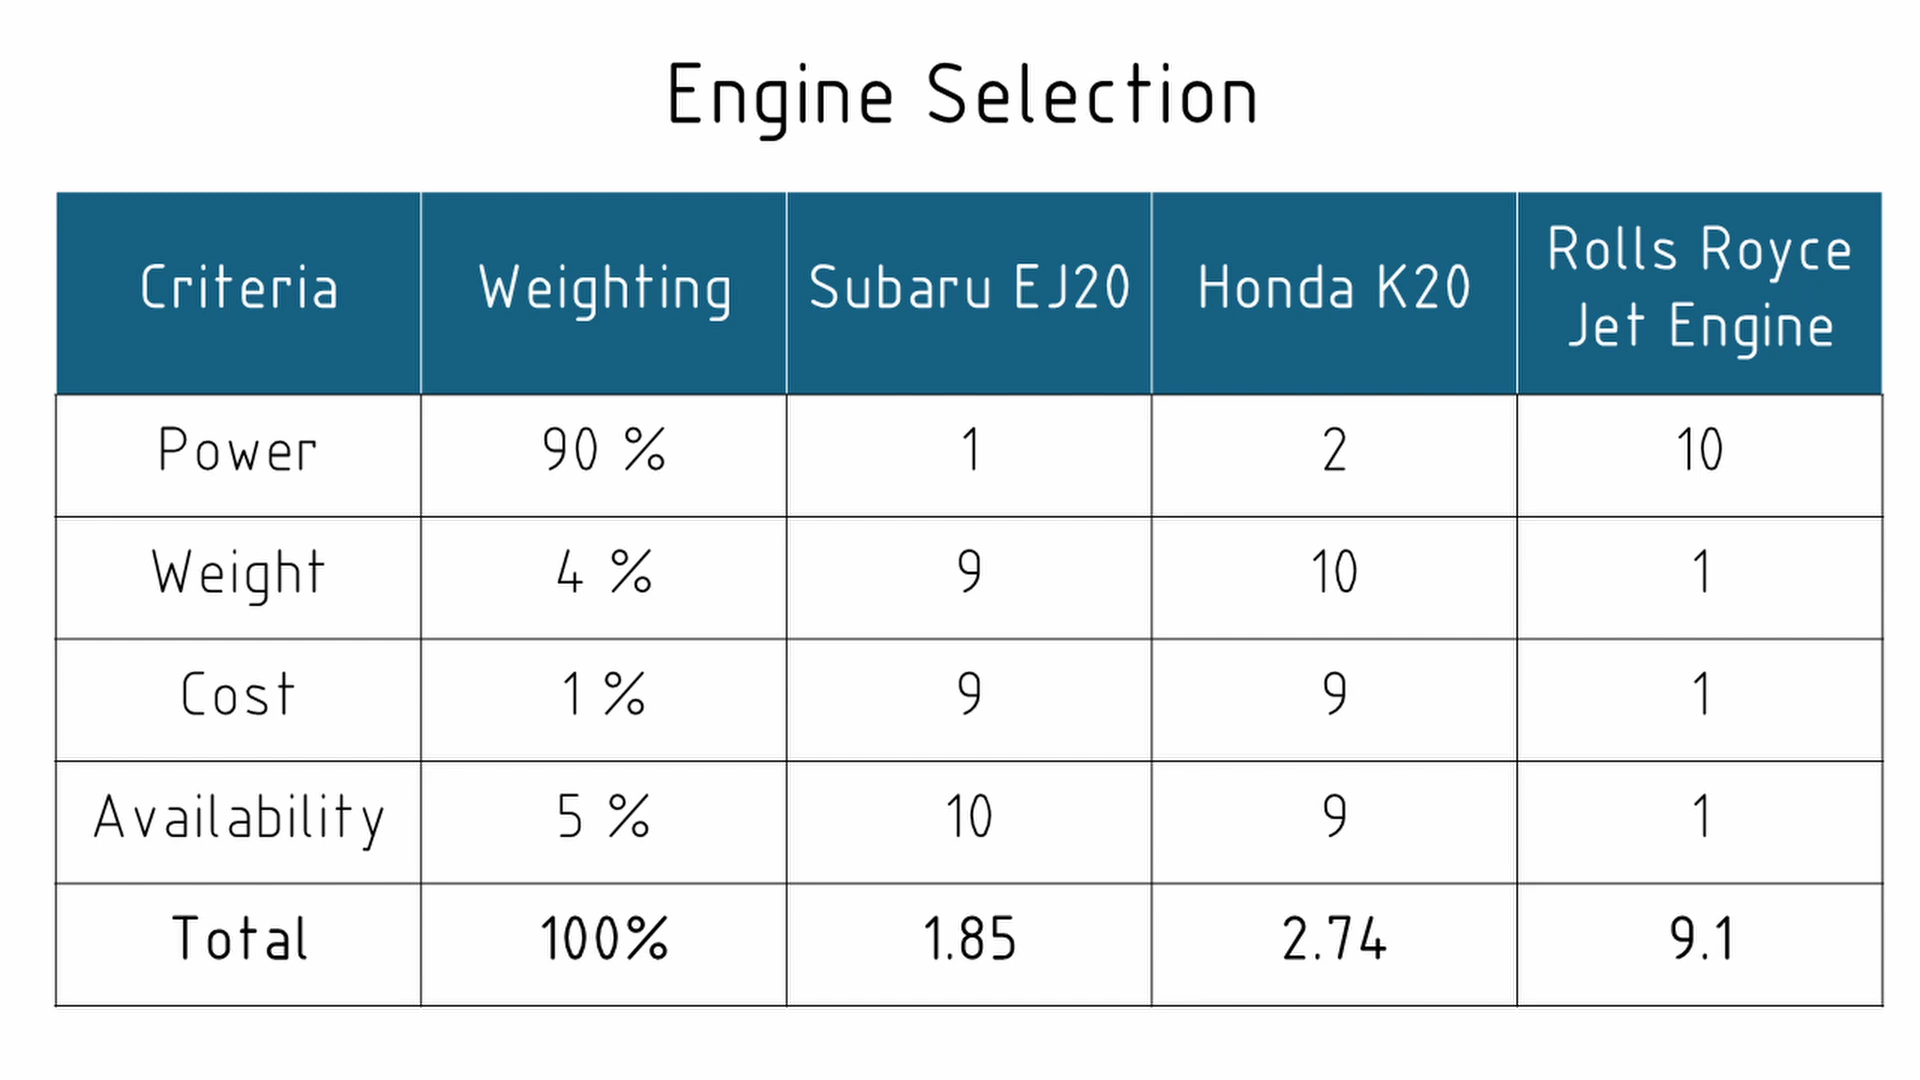 Engine Selection
Criteria Weighting Subaru EJ20 Honda K20 Rolls Royce
Jet Engine
Power 90 % 1 2 10
Weight 4 % 9 10 1
Cost 1 % 9 9 1
Availability 5 % 10 9 1
Total 100% 1.85 2.74 9.1